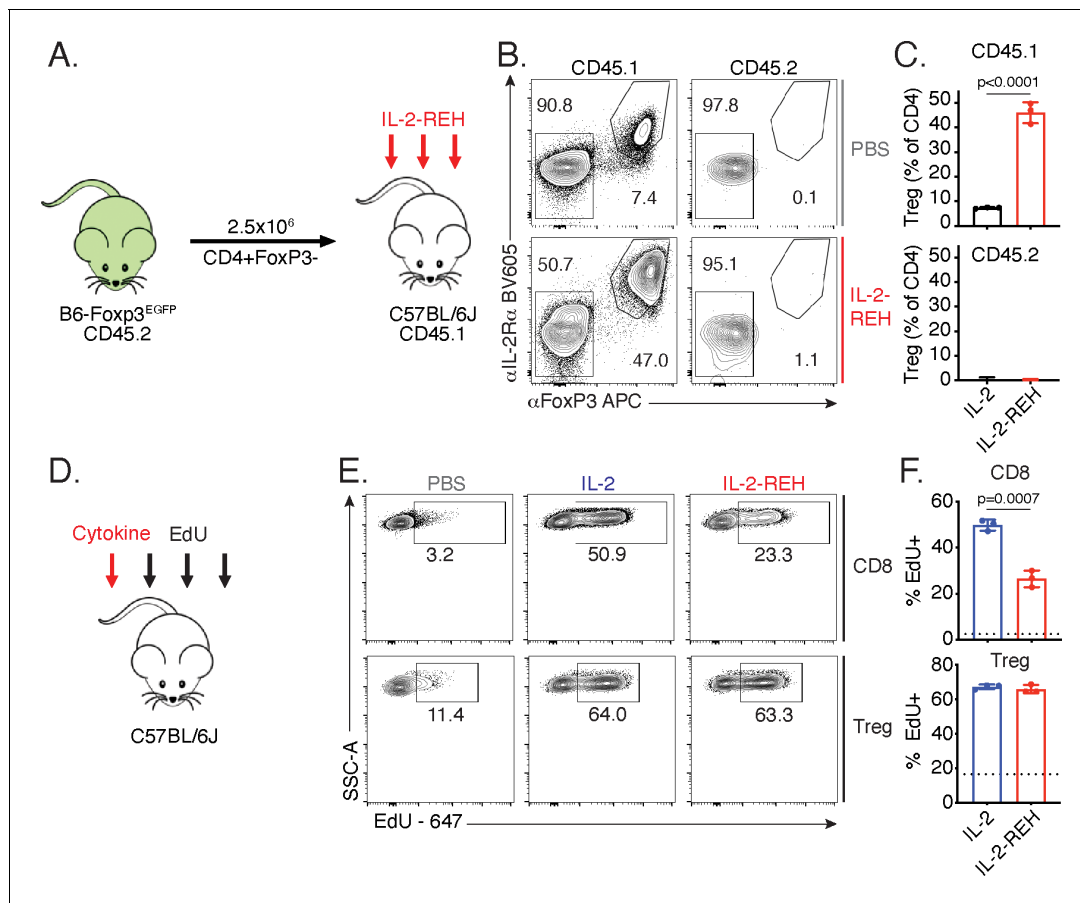 A.
IL-2-REH
2.5x10⁶
CD4+FoxP3-
B6-Foxp3ᴱᴳᶠᴾ
CD45.2
C57BL/6J
CD45.1
B.
CD45.1
CD45.2
90.8
7.4
97.8
0.1
PBS
50.7
47.0
95.1
1.1
IL-2-
REH
αIL-2Rα BV605
αFoxP3 APC
C.
CD45.1
p<0.0001
Treg (% of CD4)
50
40
30
20
10
0
CD45.2
Treg (% of CD4)
50
40
30
20
10
0
IL-2
IL-2-REH
D.
Cytokine
EdU
C57BL/6J
E.
PBS
IL-2
IL-2-REH
3.2
50.9
23.3
CD8
11.4
64.0
63.3
Treg
SSC-A
EdU - 647
F.
CD8
p=0.0007
% EdU+
60
40
20
0
Treg
% EdU+
80
60
40
20
0
IL-2
IL-2-REH